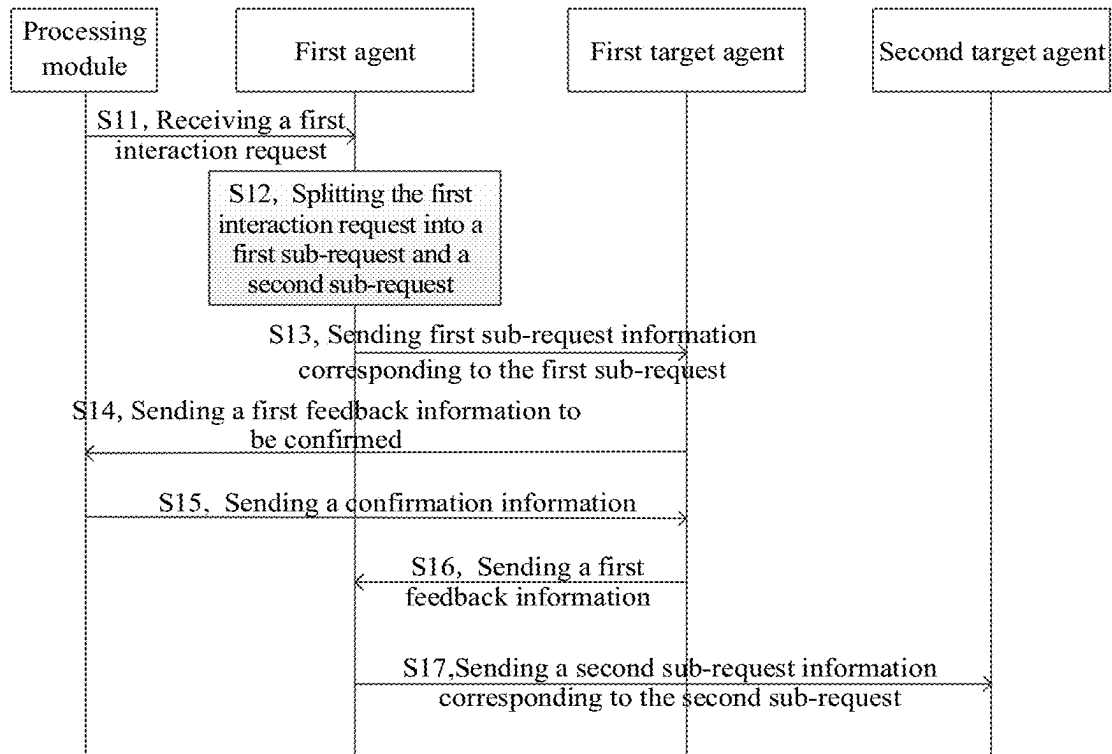 Processing
module
First agent
First target agent
Second target agent
S11, Receiving a first
interaction request
S12, Splitting the first
interaction request into a
first sub-request and a
second sub-request
S13, Sending first sub-request information
corresponding to the first sub-request
S14, Sending a first feedback information to
be confirmed
S15, Sending a confirmation information
S16, Sending a first
feedback information
S17,Sending a second sub-request information
corresponding to the second sub-request